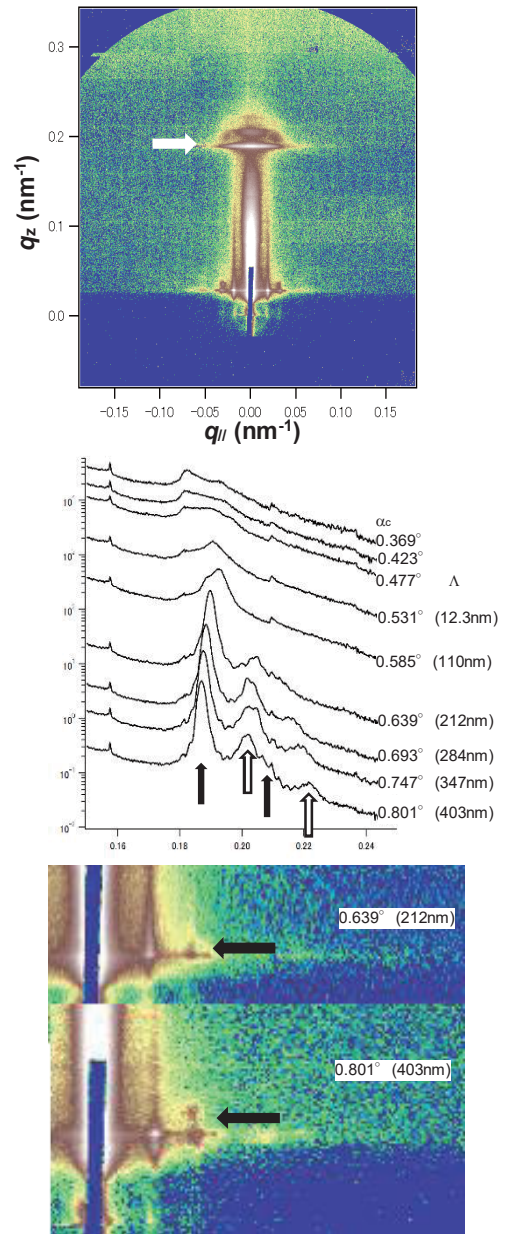 0.3
0.2
0.1
0.0
qz (nm-1)
−0.15 −0.10 −0.05 0.00 0.05 0.10 0.15
q// (nm-1)
αc
0.369°
0.423°
0.477° Λ
0.531° (12.3nm)
0.585° (110nm)
0.639° (212nm)
0.693° (284nm)
0.747° (347nm)
0.801° (403nm)
0.16 0.18 0.20 0.22 0.24
0.639° (212nm)
0.801° (403nm)